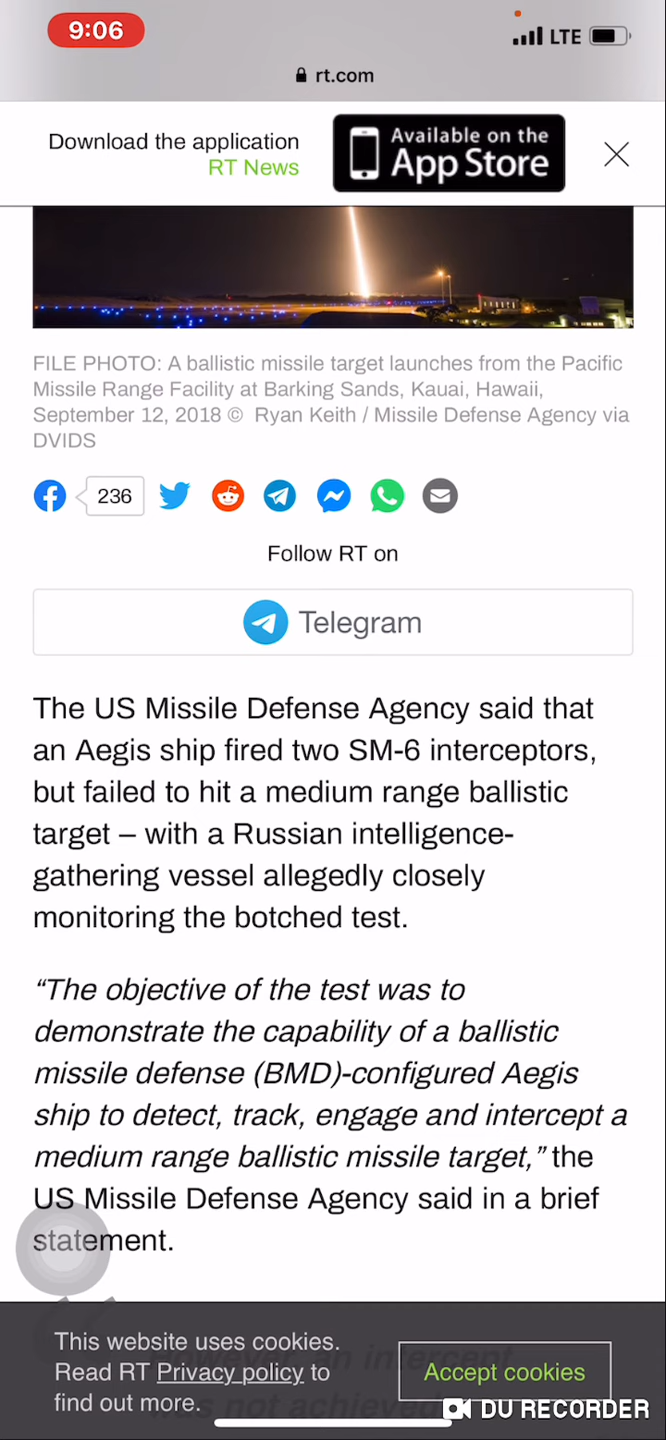 9:06
LTE
rt.com
Download the application
RT News
Available on the
App Store
FILE PHOTO: A ballistic missile target launches from the Pacific
Missile Range Facility at Barking Sands, Kauai, Hawaii,
September 12, 2018 © Ryan Keith / Missile Defense Agency via
DVIDS
236
Follow RT on
Telegram
The US Missile Defense Agency said that
an Aegis ship fired two SM-6 interceptors,
but failed to hit a medium range ballistic
target – with a Russian intelligence-
gathering vessel allegedly closely
monitoring the botched test.
“The objective of the test was to
demonstrate the capability of a ballistic
missile defense (BMD)-configured Aegis
ship to detect, track, engage and intercept a
medium range ballistic missile target,” the
US Missile Defense Agency said in a brief
statement.
However, an intercept
was not achieved
This website uses cookies.
Read RT Privacy policy to
find out more.
Accept cookies
DU RECORDER